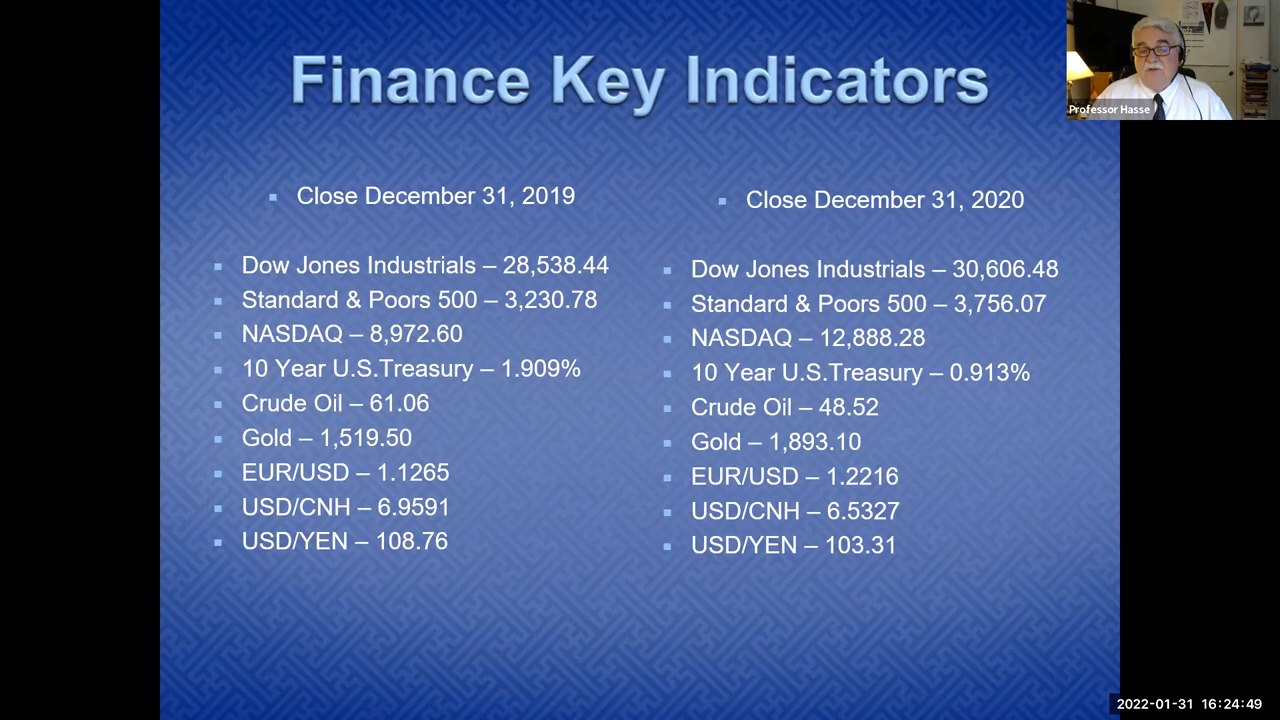 Finance Key Indicators
Professor Hasse
Close December 31, 2019
Dow Jones Industrials – 28,538.44
Standard & Poors 500 – 3,230.78
NASDAQ – 8,972.60
10 Year U.S.Treasury – 1.909%
Crude Oil – 61.06
Gold – 1,519.50
EUR/USD – 1.1265
USD/CNH – 6.9591
USD/YEN – 108.76
Close December 31, 2020
Dow Jones Industrials – 30,606.48
Standard & Poors 500 – 3,756.07
NASDAQ – 12,888.28
10 Year U.S.Treasury – 0.913%
Crude Oil – 48.52
Gold – 1,893.10
EUR/USD – 1.2216
USD/CNH – 6.5327
USD/YEN – 103.31
2022-01-31 16:24:49